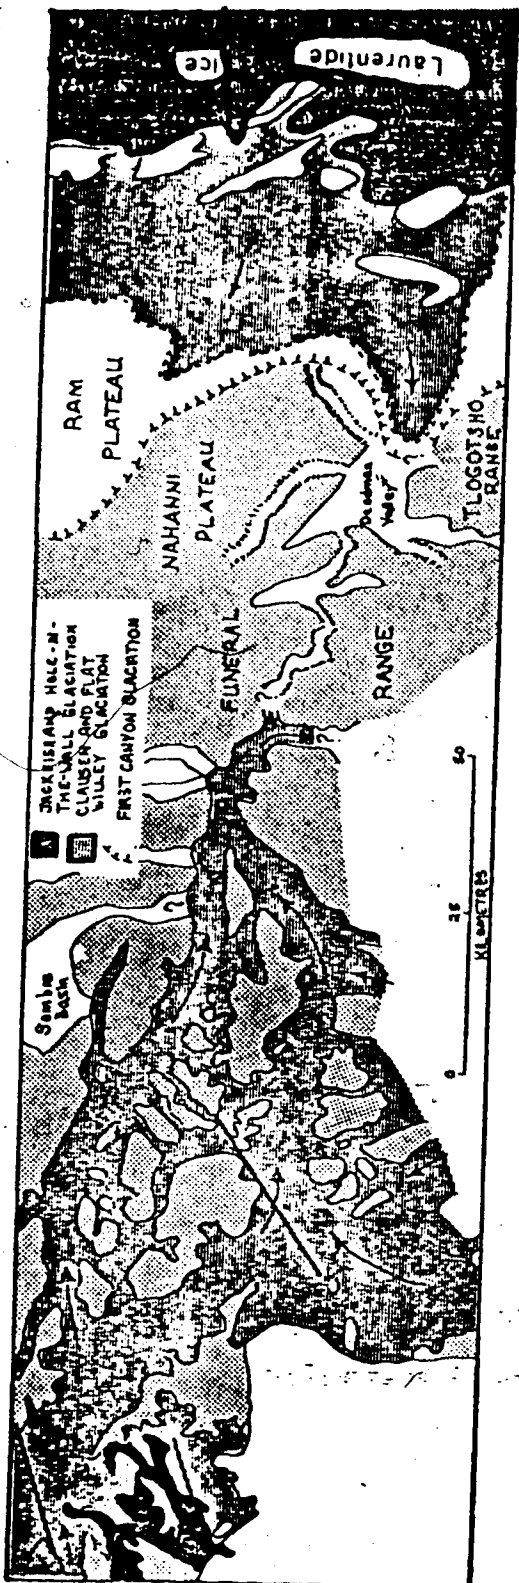 Laurentide
Ice
RAM
PLATEAU
NAHANNI
PLATEAU
TLOGOTSHO
RANGE
Deadmen
Valley
?
FUNERAL
RANGE
?
?
?
JACKFISH AND HOLE-IN-
THE-WALL GLACIATION
CLAUSEN AND FLAT
VALLEY GLACIATION
FIRST CANYON GLACIATION
Sombre
Basin
0 25 50
KILOMETRES